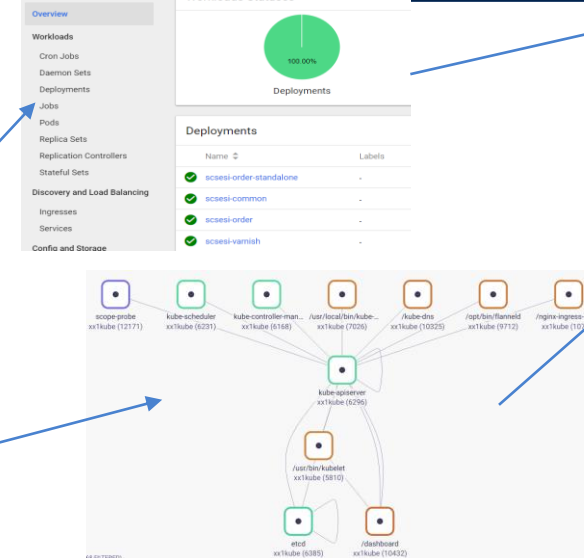 Overview
Workloads
Cron Jobs
Daemon Sets
Deployments
Jobs
Pods
Replica Sets
Replication Controllers
Stateful Sets
Discovery and Load Balancing
Ingresses
Services
Config and Storage
100.00%
Deployments
Deployments
Name
Labels
scsesi-order-standalone
-
scsesi-common
-
scsesi-order
-
scsesi-varnish
-
scope-probe
xx1kube (12171)
kube-scheduler
xx1kube (6231)
kube-controller-man...
xx1kube (6168)
/usr/local/bin/kube-...
xx1kube (7026)
/kube-dns
xx1kube (10325)
/opt/bin/flanneld
xx1kube (9712)
/nginx-ingress-
xx1kube (10
kube-apiserver
xx1kube (6296)
/usr/bin/kubelet
xx1kube (5810)
etcd
xx1kube (6385)
/dashboard
xx1kube (10432)